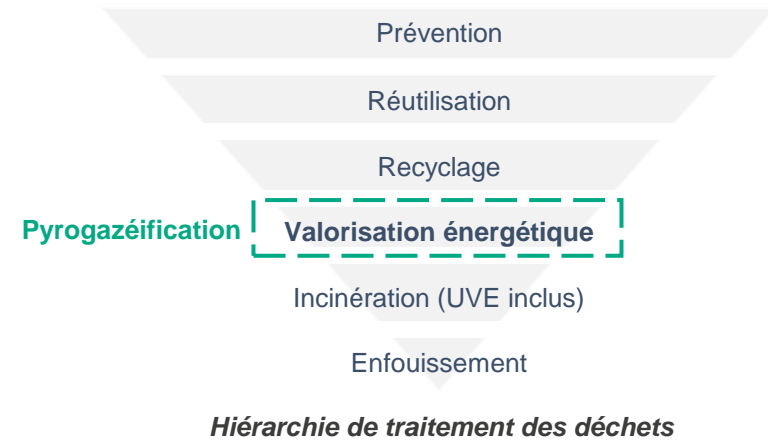 Prévention
Réutilisation
Recyclage
Pyrogazéification Valorisation énergétique
Incinération (UVE inclus)
Enfouissement
Hiérarchie de traitement des déchets